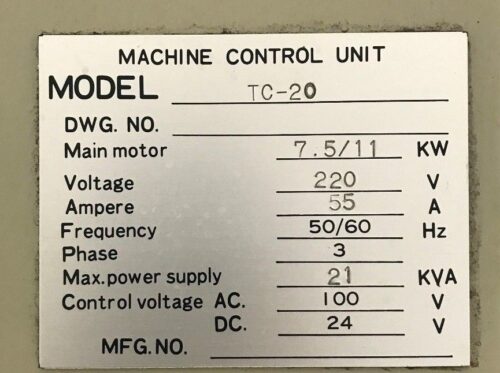 MACHINE CONTROL UNIT
MODEL TC-20
DWG. NO.
Main motor 7.5/11 KW
Voltage 220 V
Ampere 55 A
Frequency 50/60 Hz
Phase 3
Max. power supply 21 KVA
Control voltage AC. 100 V
DC. 24 V
MFG. NO.